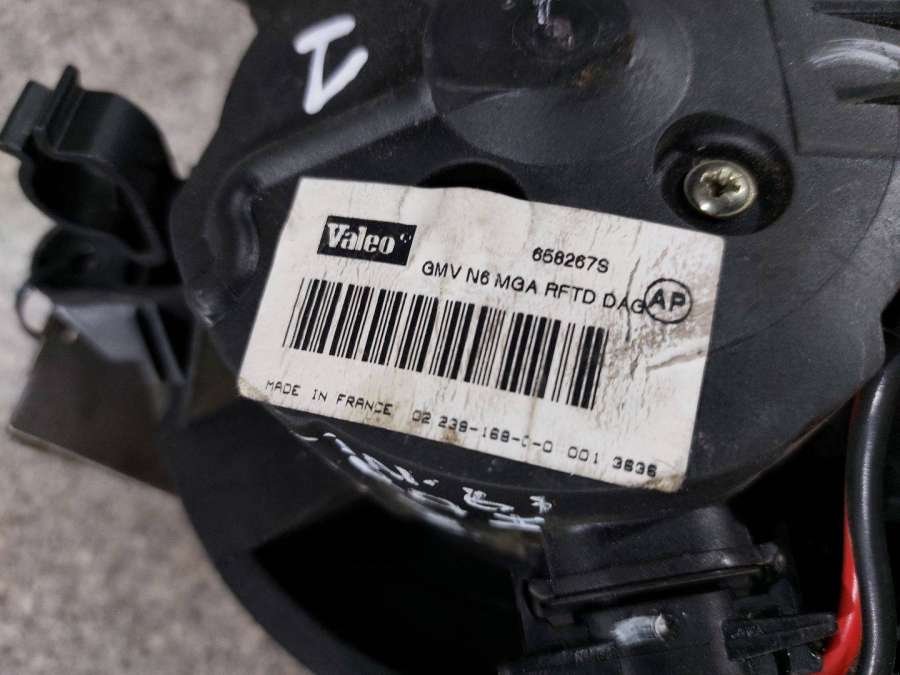 Valeo
658267S
GMV N6 MGA RFTD DAG AP
MADE IN FRANCE 02 238-168-0-0 001 3636